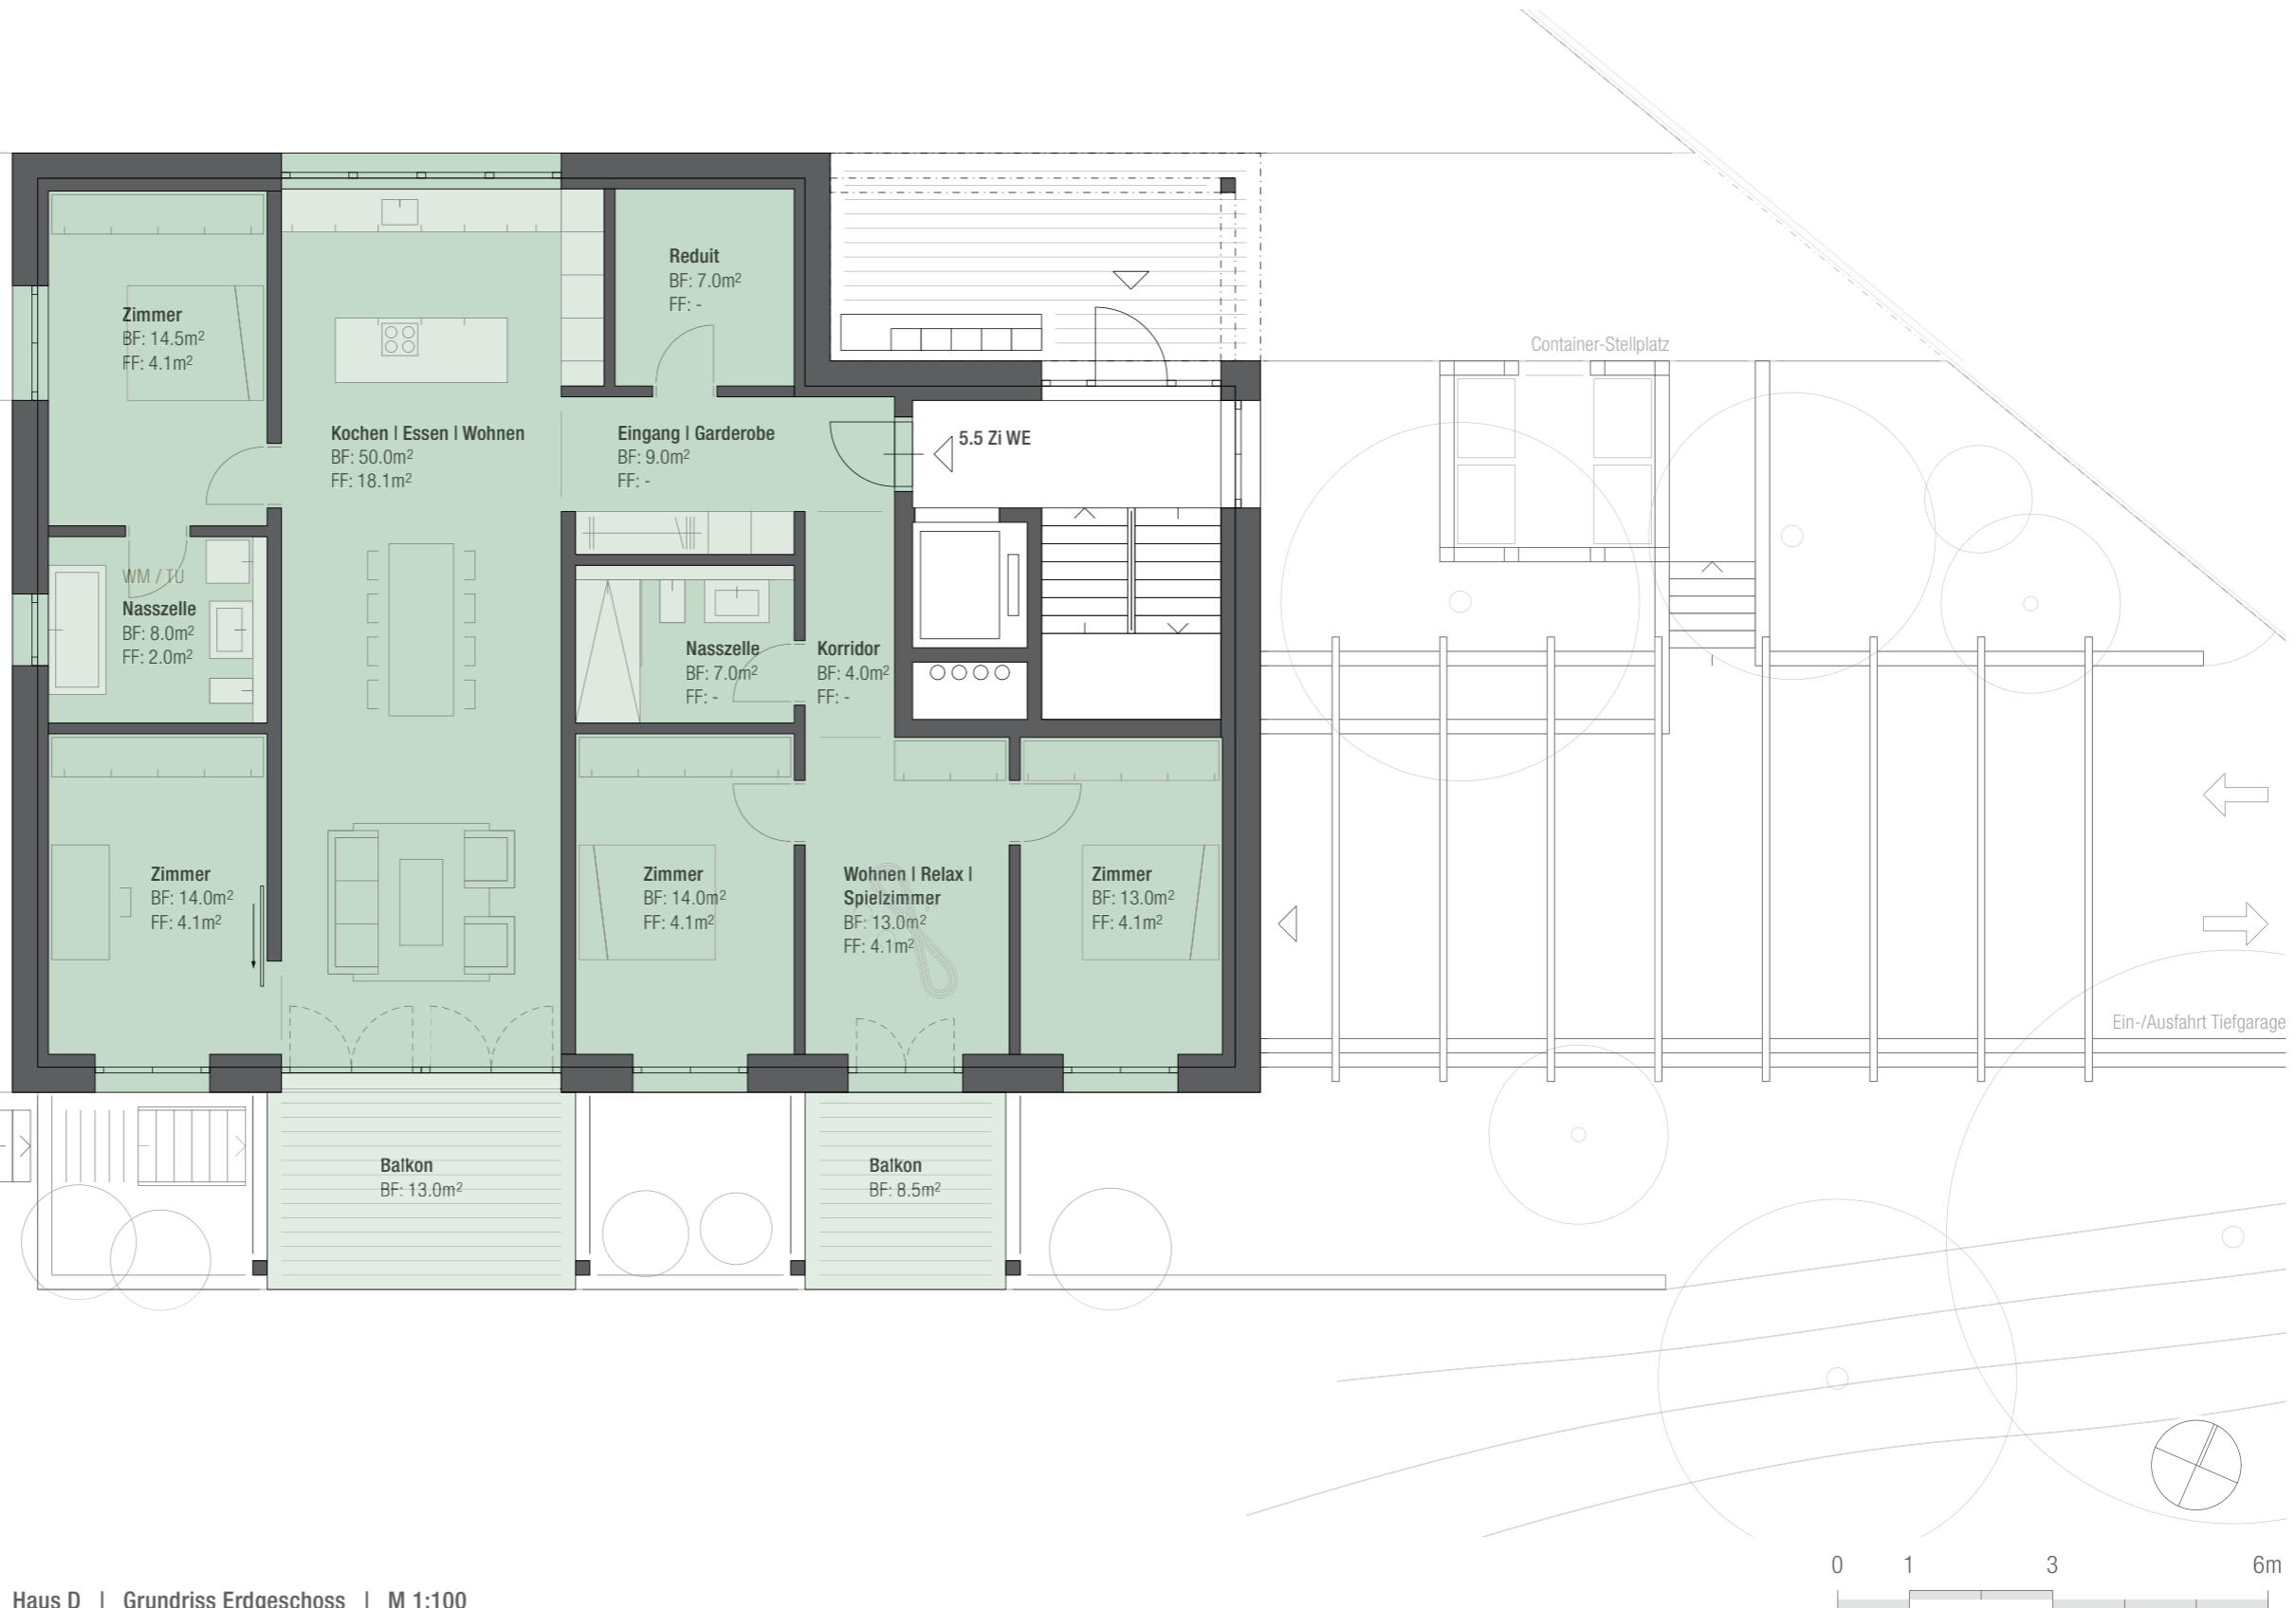 Reduit
BF: 7.0m²
FF: -
Zimmer
BF: 14.5m²
FF: 4.1m²
Container-Stellplatz
Kochen | Essen | Wohnen
BF: 50.0m²
FF: 18.1m²
Eingang | Garderobe
BF: 9.0m²
FF: -
5.5 Zi WE
WM / TU
Nasszelle
BF: 8.0m²
FF: 2.0m²
Nasszelle
BF: 7.0m²
FF: -
Korridor
BF: 4.0m²
FF: -
Zimmer
BF: 14.0m²
FF: 4.1m²
Zimmer
BF: 14.0m²
FF: 4.1m²
Wohnen | Relax |
Spielzimmer
BF: 13.0m²
FF: 4.1m²
Zimmer
BF: 13.0m²
FF: 4.1m²
Ein-/Ausfahrt Tiefgarage
Balkon
BF: 13.0m²
Balkon
BF: 8.5m²
0 1 3 6m
Haus D | Grundriss Erdgeschoss | M 1:100